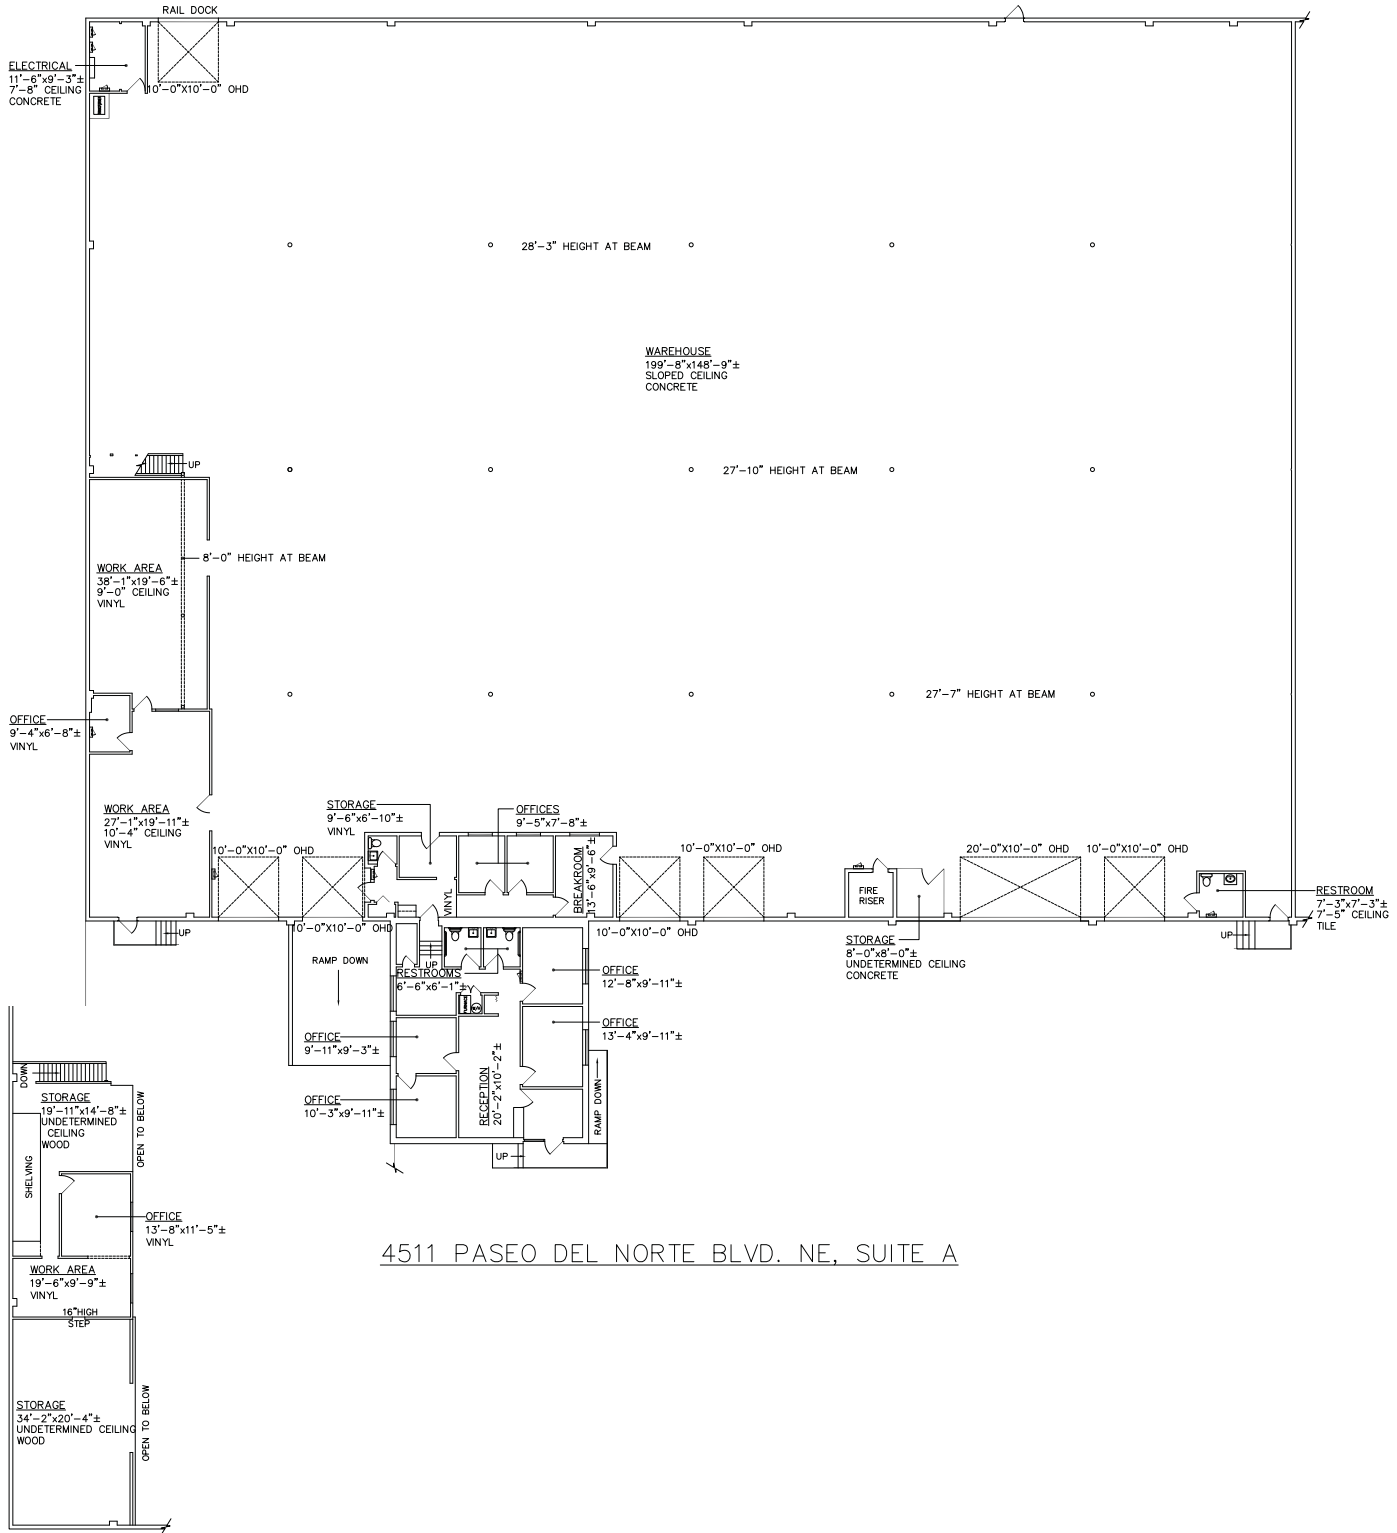 RAIL DOCK
ELECTRICAL
11'-6"x9'-3"±
7'-8" CEILING
CONCRETE
10'-0"X10'-0" OHD
28'-3" HEIGHT AT BEAM
WAREHOUSE
199'-8"x148'-9"±
SLOPED CEILING
CONCRETE
UP
27'-10" HEIGHT AT BEAM
8'-0" HEIGHT AT BEAM
WORK AREA
38'-1"x19'-6"±
9'-0" CEILING
VINYL
27'-7" HEIGHT AT BEAM
OFFICE
9'-4"x6'-8"±
VINYL
WORK AREA
27'-1"x19'-11"±
10'-4" CEILING
VINYL
STORAGE
9'-6"x6'-10"±
VINYL
OFFICES
9'-5"x7'-8"±
10'-0"X10'-0" OHD
10'-0"X10'-0" OHD
VINYL
BREAKROOM
13'-6"x9'-6"±
10'-0"X10'-0" OHD
10'-0"X10'-0" OHD
FIRE
RISER
20'-0"X10'-0" OHD
10'-0"X10'-0" OHD
RESTROOM
7'-3"x7'-3"±
7'-5" CEILING
TILE
UP
UP
STORAGE
8'-0"x8'-0"±
UNDETERMINED CEILING
CONCRETE
RAMP DOWN
UP
RESTROOMS
6'-6"x6'-1"±
OFFICE
12'-8"x9'-11"±
OFFICE
13'-4"x9'-11"±
OFFICE
9'-11"x9'-3"±
OFFICE
10'-3"x9'-11"±
RECEPTION
20'-2"x10'-2"±
RAMP DOWN
UP
DOWN
STORAGE
19'-11"x14'-8"±
UNDETERMINED
CEILING
WOOD
OPEN TO BELOW
SHELVING
OFFICE
13'-8"x11'-5"±
VINYL
WORK AREA
19'-6"x9'-9"±
VINYL
16"HIGH
STEP
STORAGE
34'-2"x20'-4"±
UNDETERMINED CEILING
WOOD
OPEN TO BELOW
4511 PASEO DEL NORTE BLVD. NE, SUITE A